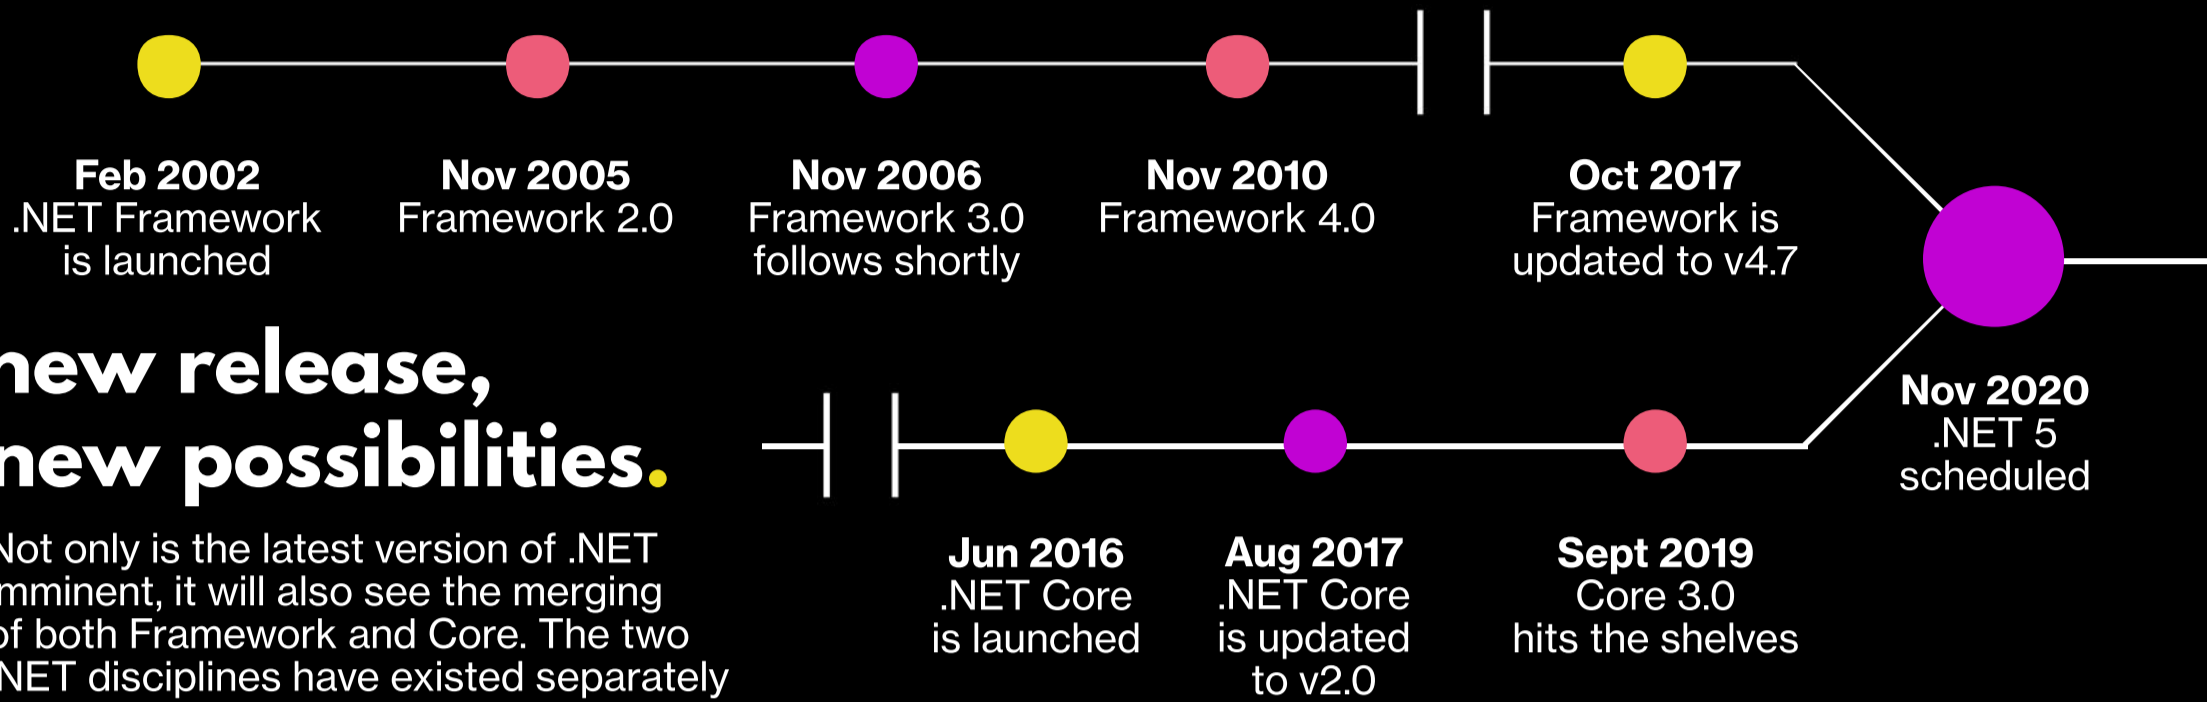 Feb 2002
.NET Framework
is launched
Nov 2005
Framework 2.0
Nov 2006
Framework 3.0
follows shortly
Nov 2010
Framework 4.0
Oct 2017
Framework is
updated to v4.7
Nov 2020
.NET 5
scheduled
new release,
new possibilities.
Not only is the latest version of .NET
mminent, it will also see the merging
of both Framework and Core. The two
.NET disciplines have existed separately
Jun 2016
.NET Core
is launched
Aug 2017
.NET Core
is updated
to v2.0
Sept 2019
Core 3.0
hits the shelves